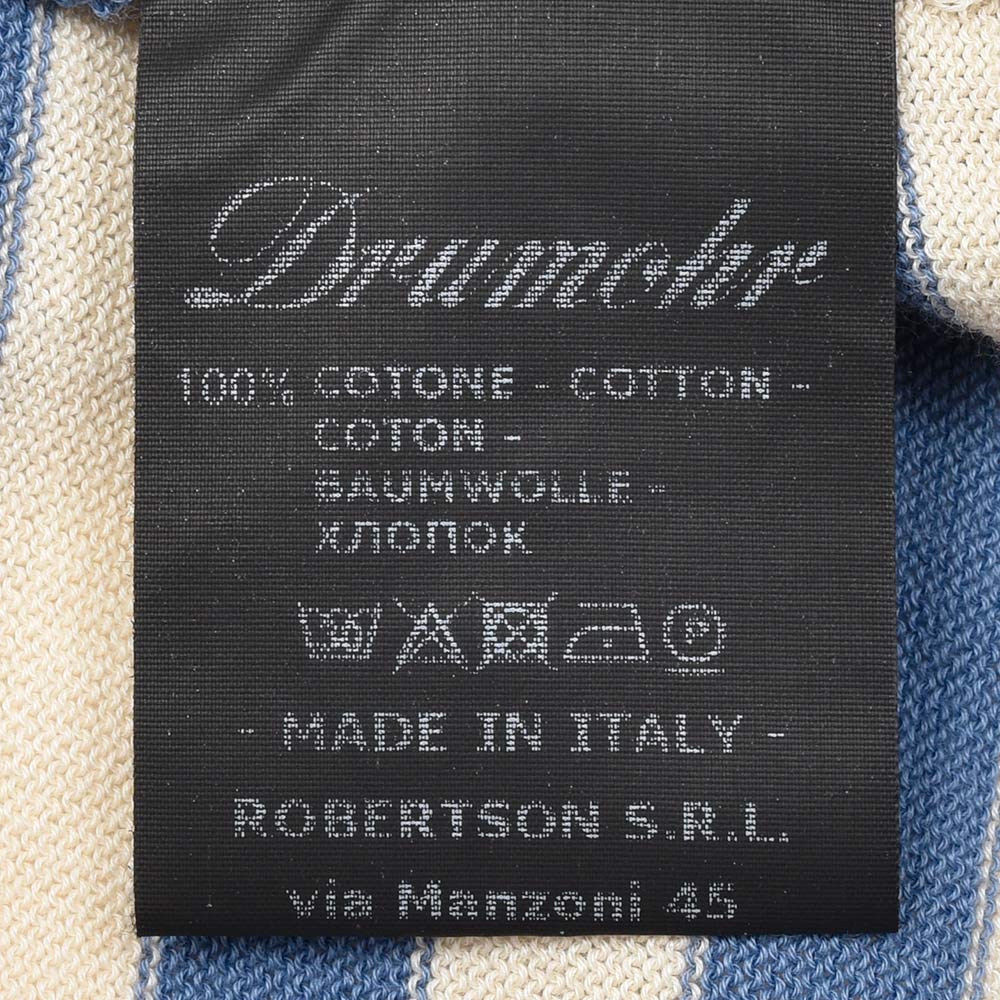 Drumohr
100% COTONE - COTTON -
COTON -
BAUMWOLLE -
ХЛОПОК
P
- MADE IN ITALY -
ROBERTSON S.R.L.
via Manzoni 45